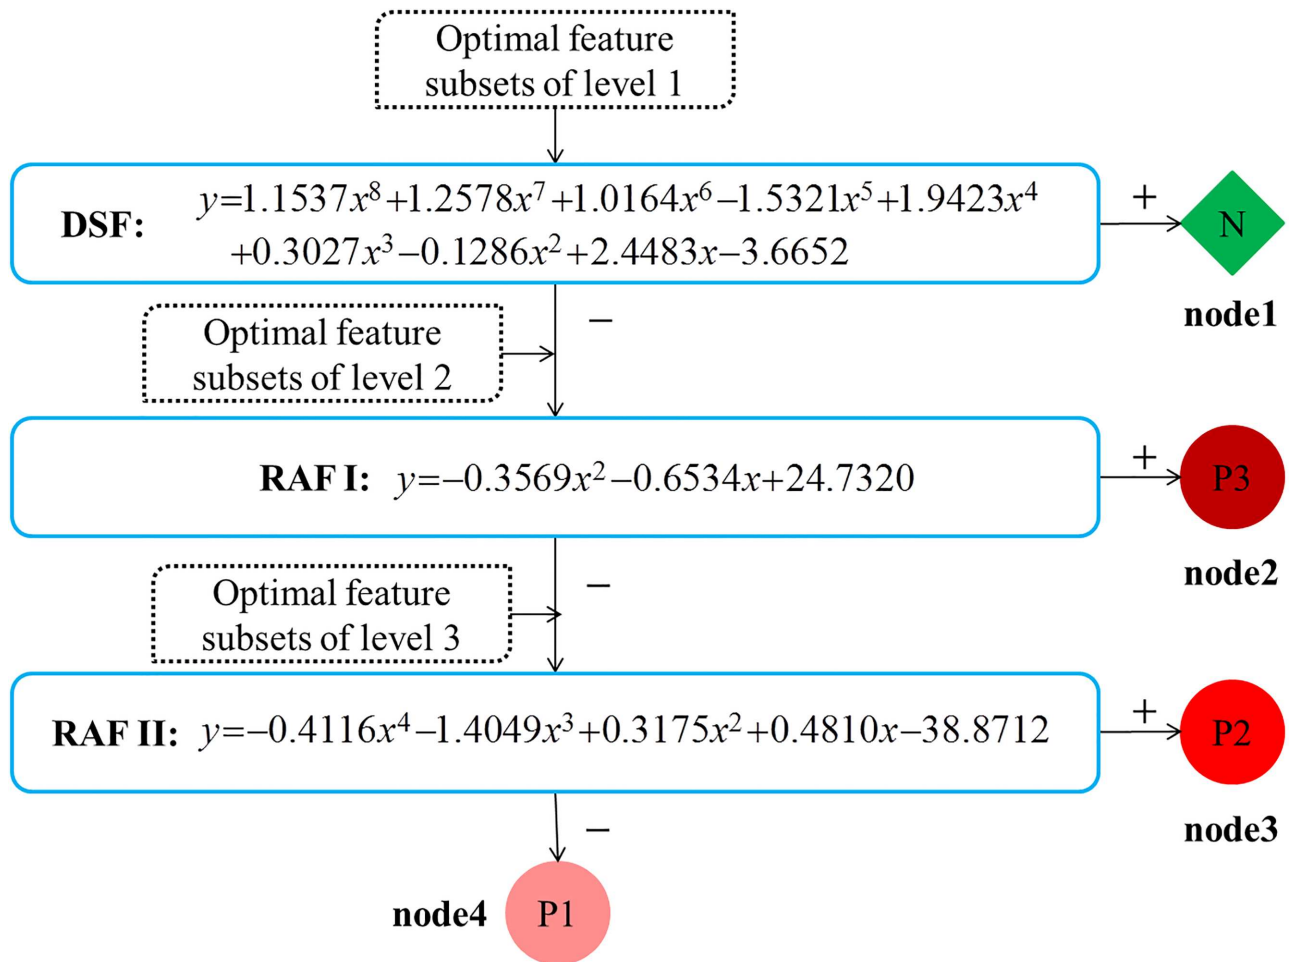 Optimal feature
subsets of level 1
DSF: y=1.1537x⁸+1.2578x⁷+1.0164x⁶−1.5321x⁵+1.9423x⁴
+0.3027x³−0.1286x²+2.4483x−3.6652
+
N
node1
−
Optimal feature
subsets of level 2
RAF I: y=−0.3569x²−0.6534x+24.7320
+
P3
node2
−
Optimal feature
subsets of level 3
RAF II: y=−0.4116x⁴−1.4049x³+0.3175x²+0.4810x−38.8712
+
P2
node3
−
node4
P1